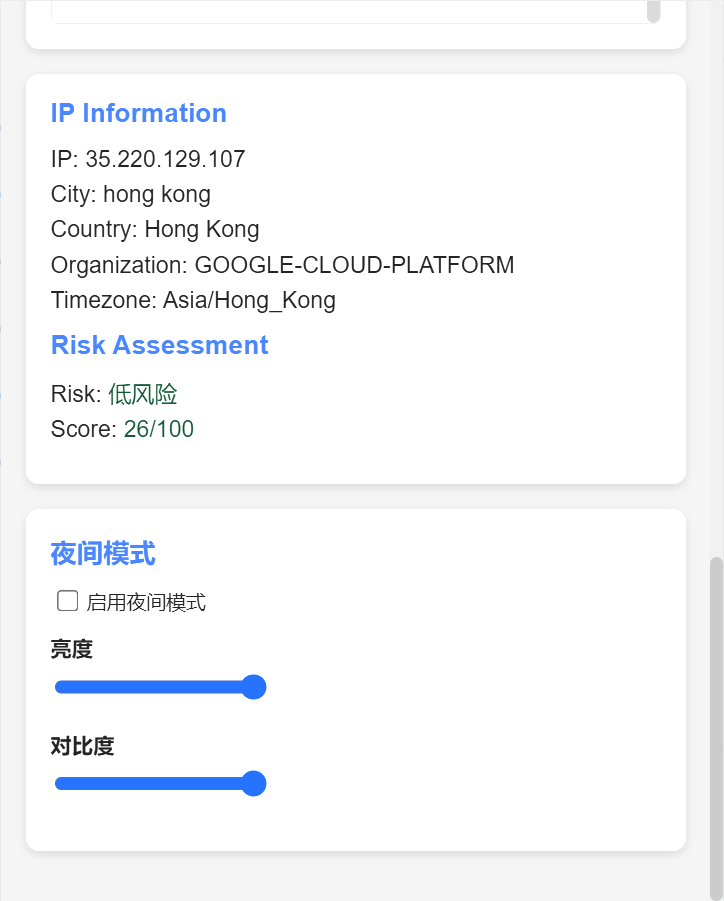 IP Information
IP: 35.220.129.107
City: hong kong
Country: Hong Kong
Organization: GOOGLE-CLOUD-PLATFORM
Timezone: Asia/Hong_Kong
Risk Assessment
Risk: 低风险
Score: 26/100
夜间模式
启用夜间模式
亮度
对比度